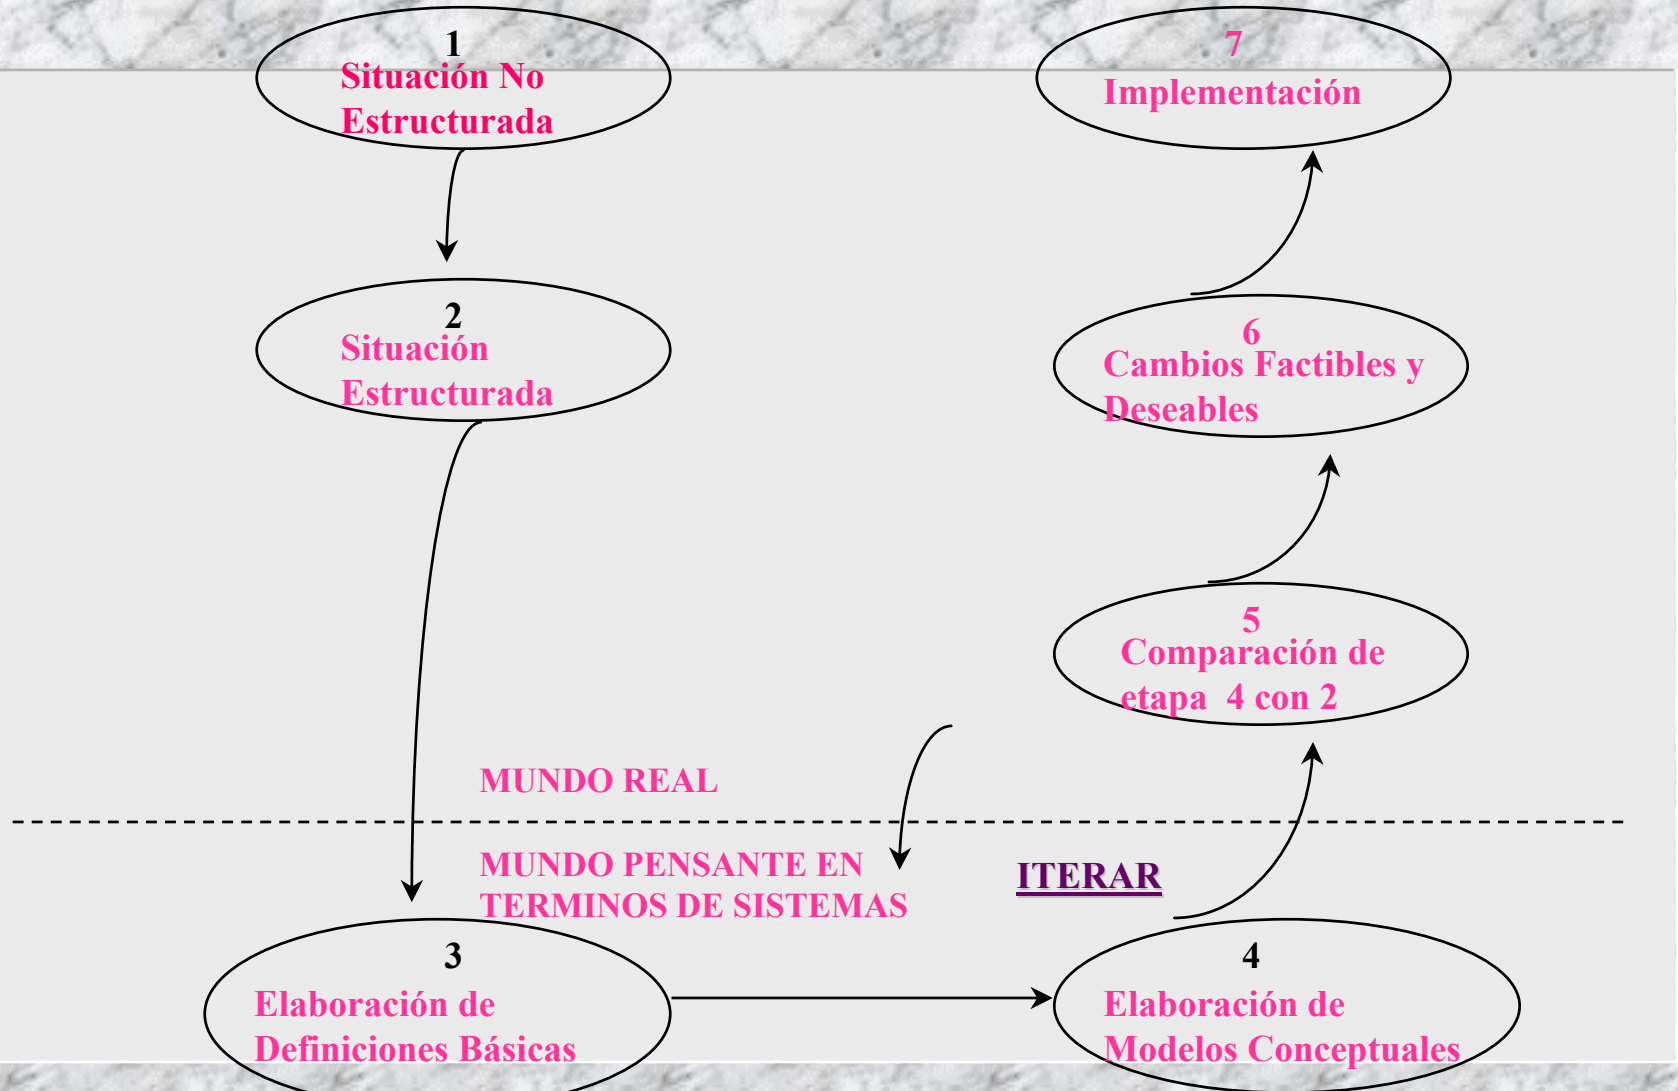 1
Situación No
Estructurada
2
Situación
Estructurada
MUNDO REAL
MUNDO PENSANTE EN
TERMINOS DE SISTEMAS
3
Elaboración de
Definiciones Básicas
7
Implementación
6
Cambios Factibles y
Deseables
5
Comparación de
etapa 4 con 2
ITERAR
4
Elaboración de
Modelos Conceptuales